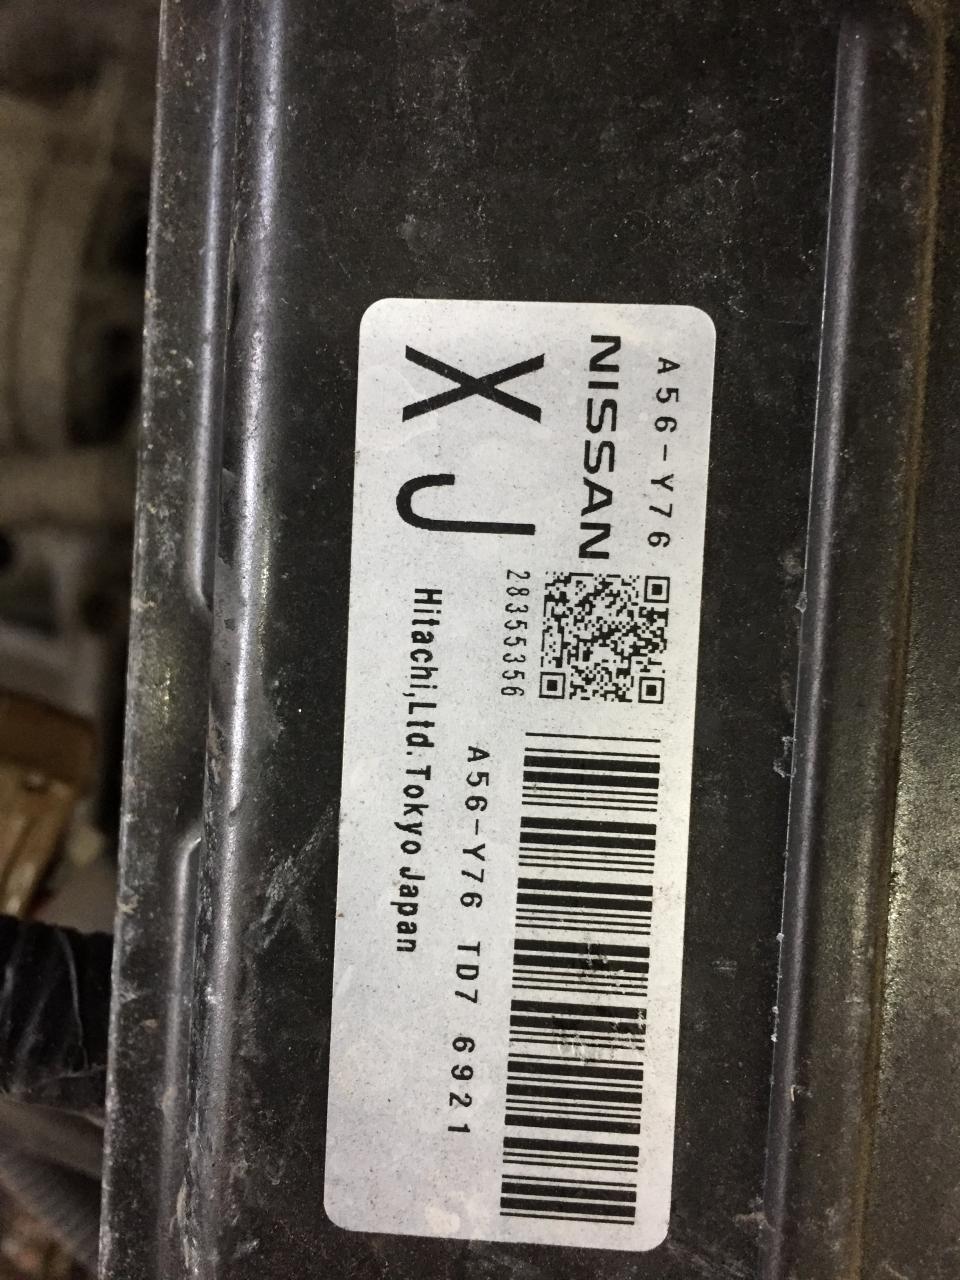 A56-Y76
NISSAN
XJ
28355356
A56-Y76 TD7 6921
Hitachi,Ltd.Tokyo Japan